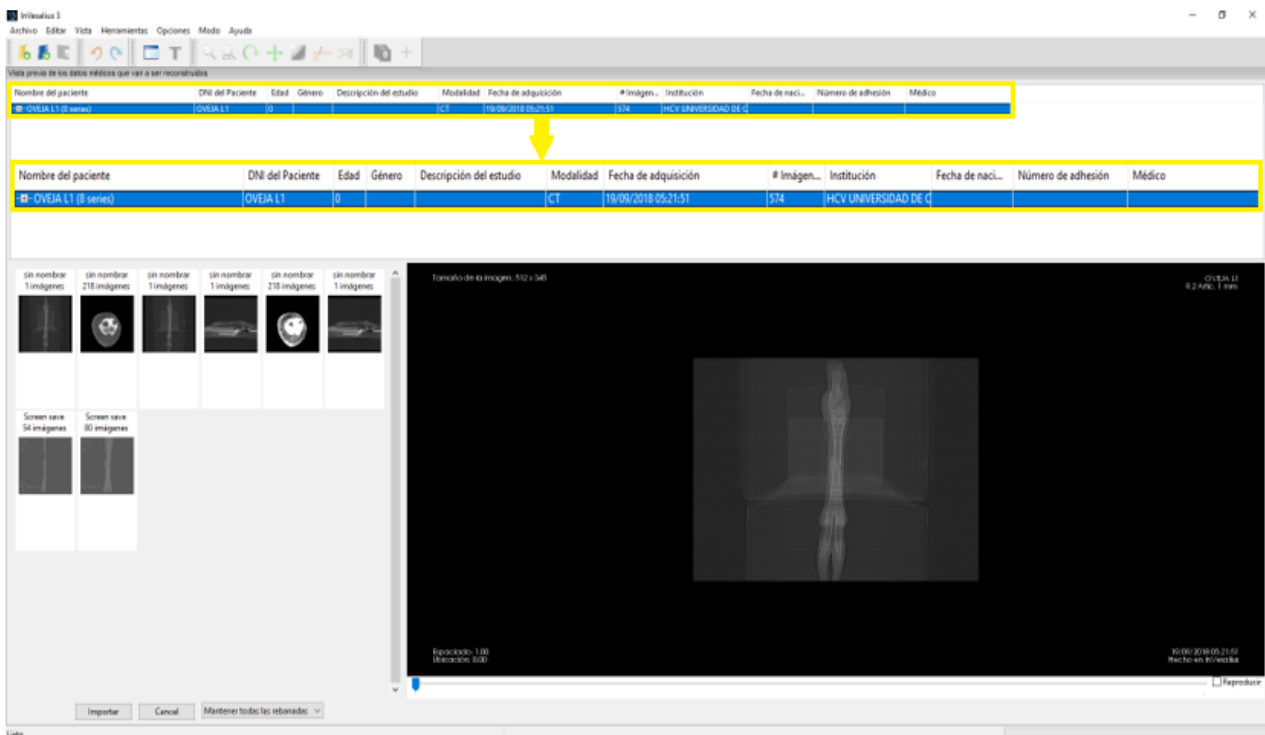 InVesalius 3
Archivo Editar Vista Herramientas Opciones Modo Ayuda
Vista previa de los datos médicos que van a ser reconstruidos
Nombre del paciente DNI del Paciente Edad Género Descripción del estudio Modalidad Fecha de adquisición # Imágen... Institución Fecha de naci... Número de adhesión Médico
OVEJA L1 (8 series) OVEJA L1 0 CT 19/09/2018 05:21:51 574 HCV UNIVERSIDAD DE C
Nombre del paciente DNI del Paciente Edad Género Descripción del estudio Modalidad Fecha de adquisición # Imágen... Institución Fecha de naci... Número de adhesión Médico
OVEJA L1 (8 series) OVEJA L1 0 CT 19/09/2018 05:21:51 574 HCV UNIVERSIDAD DE C
sin nombrar sin nombrar sin nombrar sin nombrar sin nombrar sin nombrar
1 imágenes 218 imágenes 1 imágenes 1 imágenes 218 imágenes 1 imágenes
Tamaño de la imagen: 512 x 348
OVEJA L1
Screen save Screen save
54 imágenes 80 imágenes
Espaciado: 1.00
Ubicación: 0.00
19/09/2018 05:21:51
Hecho en InVesalius
Reproducir
Importar Cancel Mantener todas las rebanadas
Listo